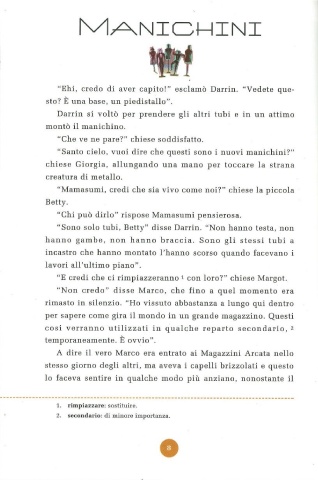 MANICHINI
"Ehi, credo di aver capito!" esclamò Darrin. "Vedete que-
sto? È una base, un piedistallo".
Darrin si voltò per prendere gli altri tubi e in un attimo
montò il manichino.
"Che ve ne pare?" chiese soddisfatto.
"Santo cielo, vuoi dire che questi sono i nuovi manichini?"
chiese Giorgia, allungando una mano per toccare la strana
creatura di metallo.
"Mamasumi, credi che sia vivo come noi?" chiese la piccola
Betty.
"Chi può dirlo" rispose Mamasumi pensierosa.
"Sono solo tubi, Betty" disse Darrin. "Non hanno testa, non
hanno gambe, non hanno braccia. Sono gli stessi tubi a
incastro che hanno montato l'hanno scorso quando facevano i
lavori all'ultimo piano".
"E credi che ci rimpiazzeranno 1 con loro?" chiese Margot.
"Non credo" disse Marco, che fino a quel momento era
rimasto in silenzio. "Ho vissuto abbastanza a lungo qui dentro
per sapere come gira il mondo in un grande magazzino. Questi
cosi verranno utilizzati in qualche reparto secondario, 2
temporaneamente. È ovvio".
A dire il vero Marco era entrato ai Magazzini Arcata nello
stesso giorno degli altri, ma aveva i capelli brizzolati e questo
lo faceva sentire in qualche modo più anziano, nonostante il
1. rimpiazzare: sostituire.
2. secondario: di minore importanza.
8